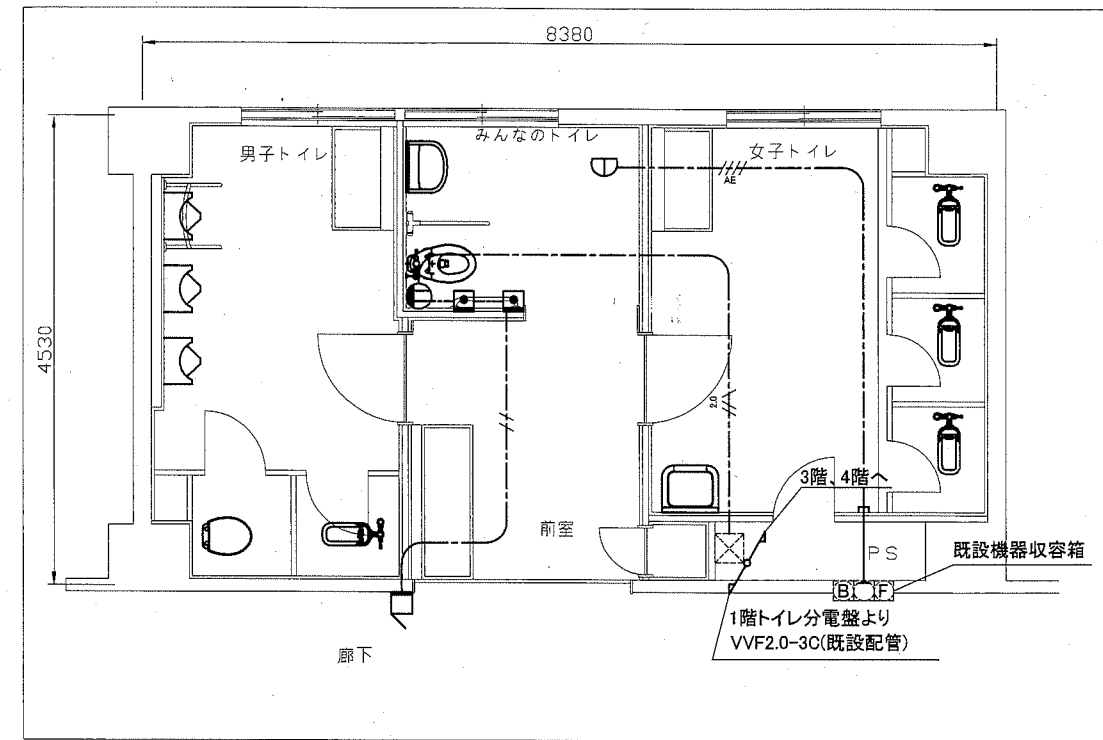 8380
4530
男子トイレ
みんなのトイレ
女子トイレ
AE
2.0
3階、4階へ
前室
PS
既設機器収容箱
B
F
1階トイレ分電盤より
VVF2.0-3C(既設配管)
廊下